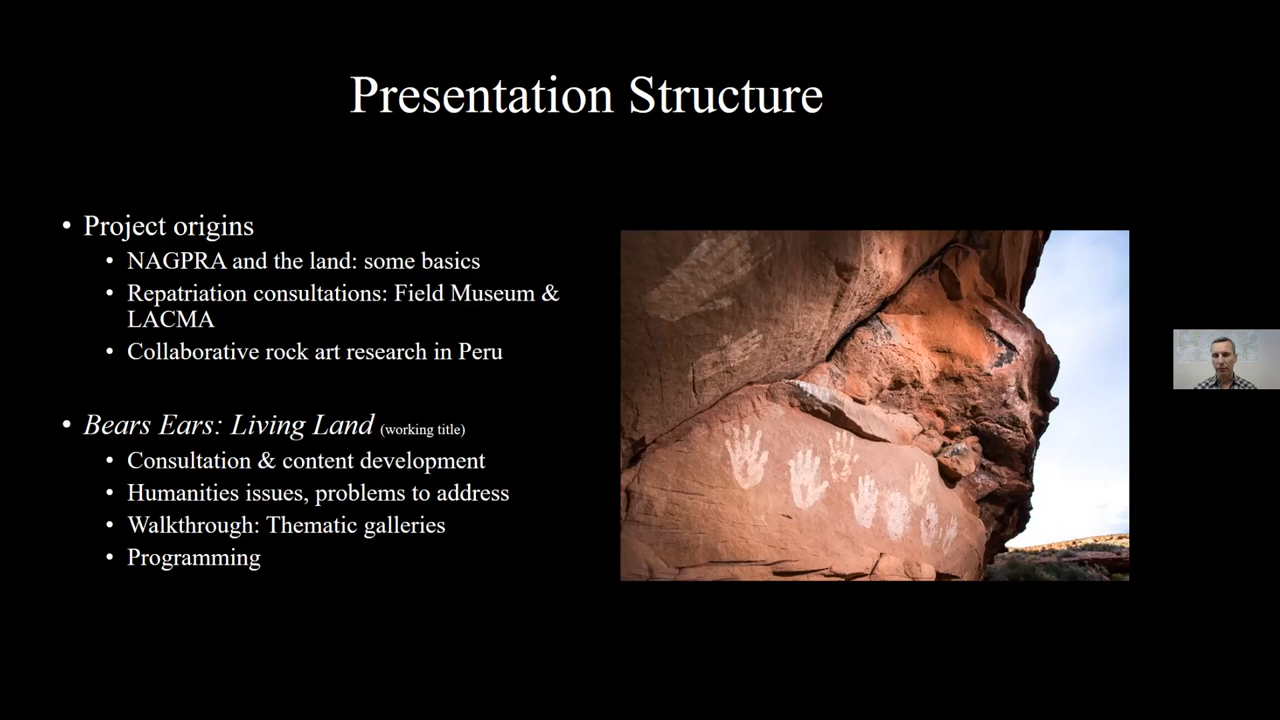 Presentation Structure
• Project origins
• NAGPRA and the land: some basics
• Repatriation consultations: Field Museum &
LACMA
• Collaborative rock art research in Peru
• Bears Ears: Living Land (working title)
• Consultation & content development
• Humanities issues, problems to address
• Walkthrough: Thematic galleries
• Programming